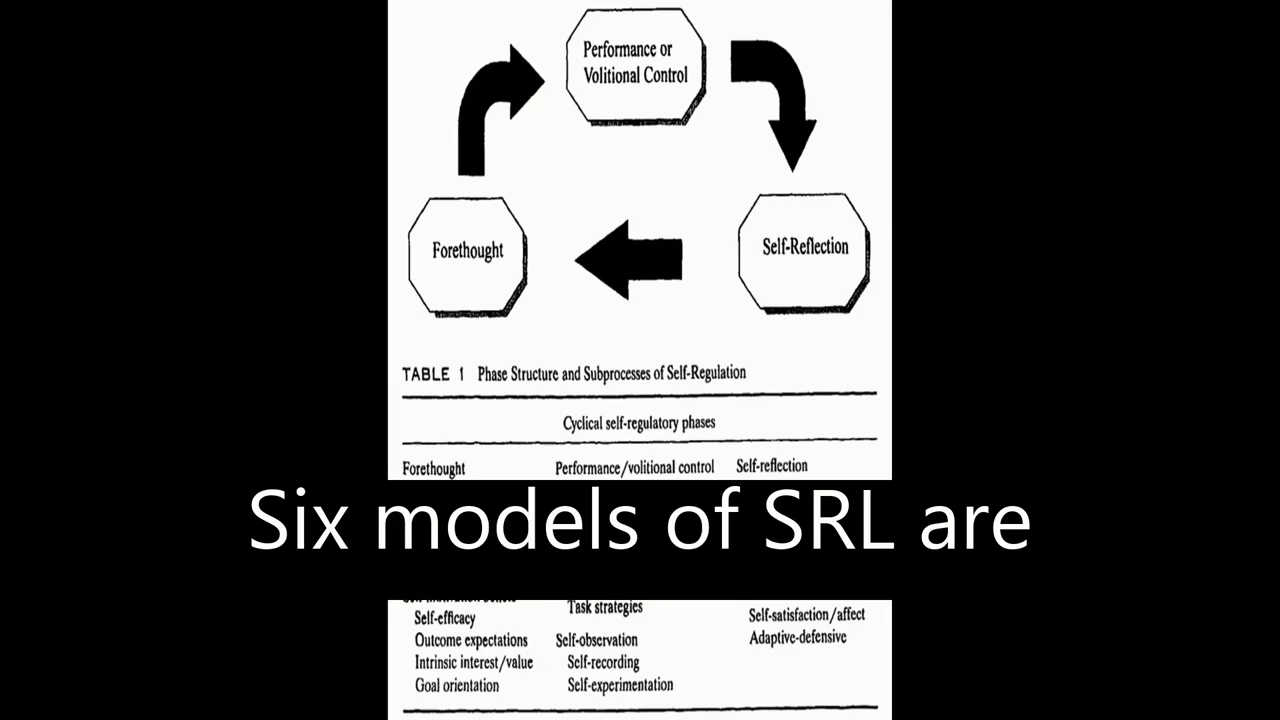 Performance or
Volitional Control
Forethought
Self-Reflection
TABLE 1 Phase Structure and Subprocesses of Self-Regulation
Cyclical self-regulatory phases
Forethought Performance/volitional control Self-reflection
Six models of SRL are
Task strategies
Self-efficacy
Outcome expectations
Intrinsic interest/value
Goal orientation
Self-observation
Self-recording
Self-experimentation
Self-satisfaction/affect
Adaptive-defensive